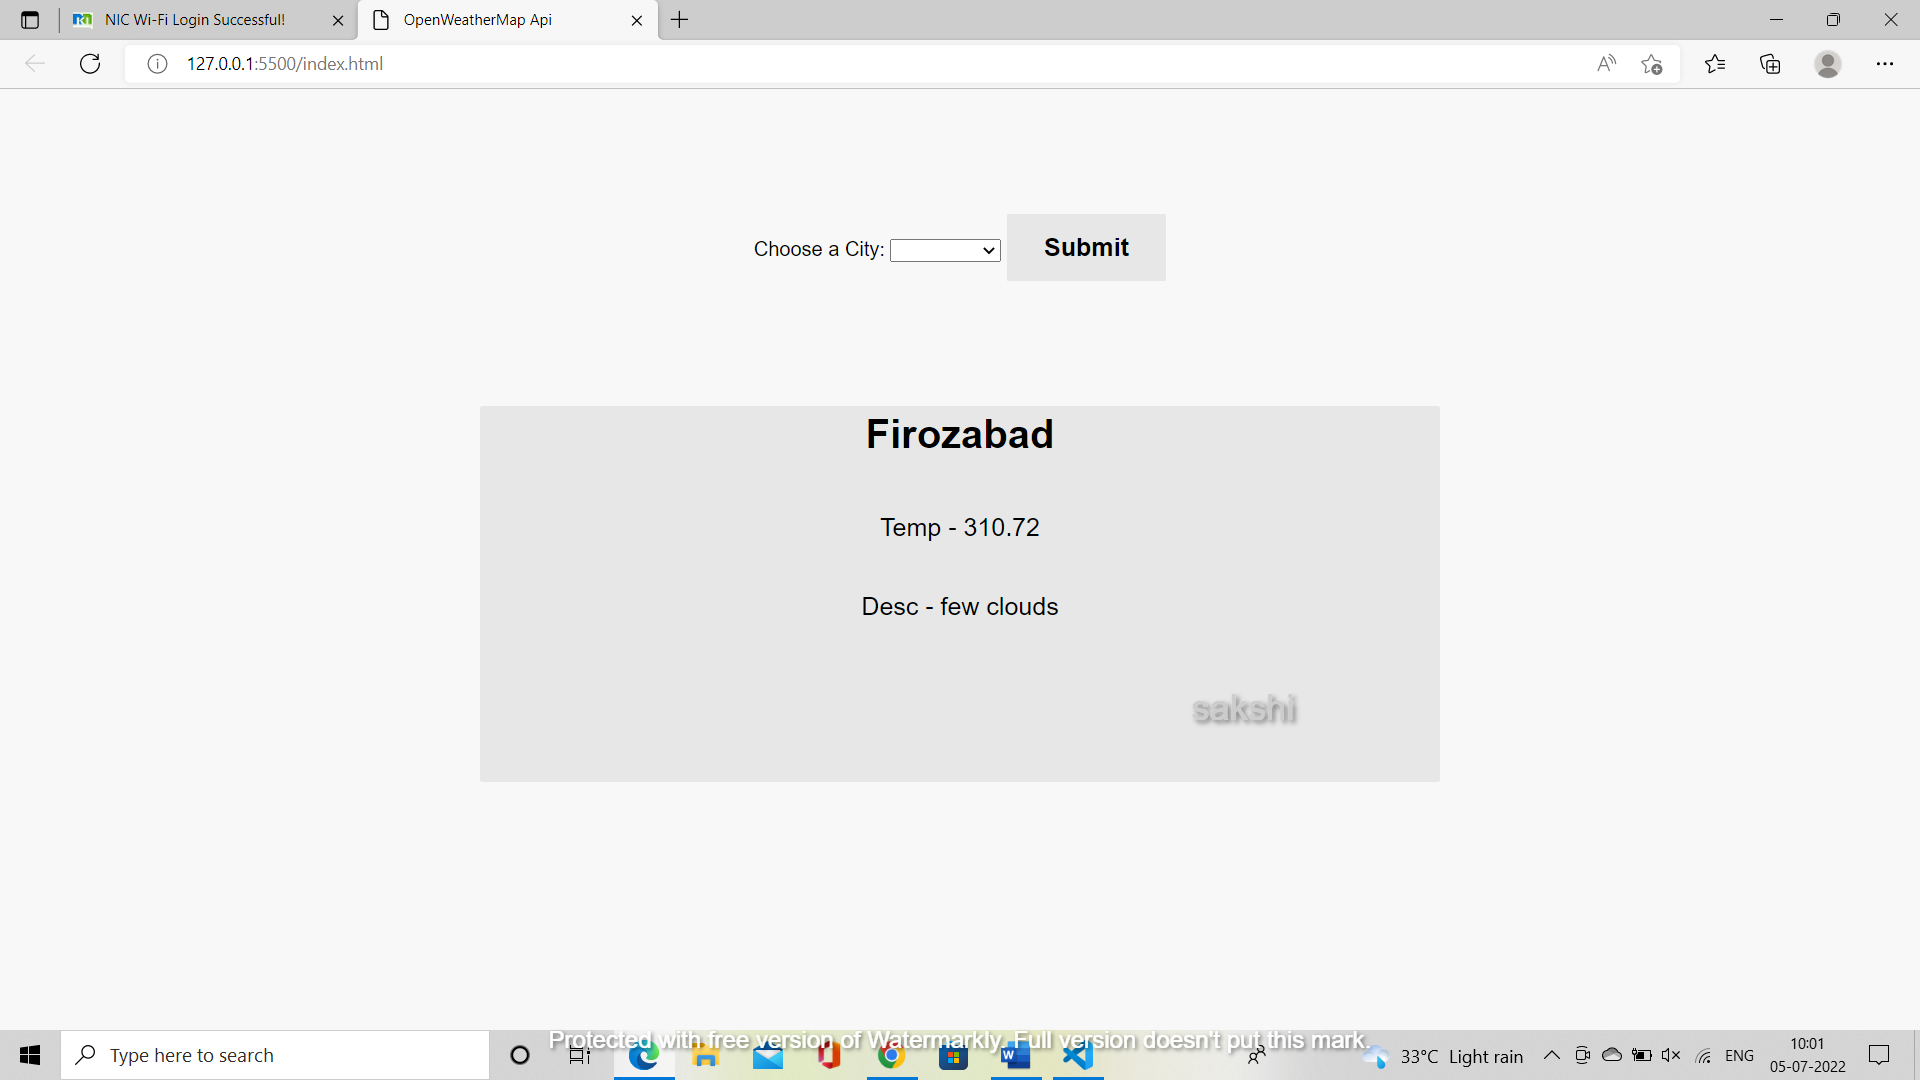 NIC Wi-Fi Login Successful!
OpenWeatherMap Api
127.0.0.1:5500/index.html
Choose a City:
Submit
Firozabad
Temp - 310.72
Desc - few clouds
sakshi
Protected with free version of Watermarkly. Full version doesn't put this mark.
Type here to search
33°C Light rain
ENG
10:01
05-07-2022